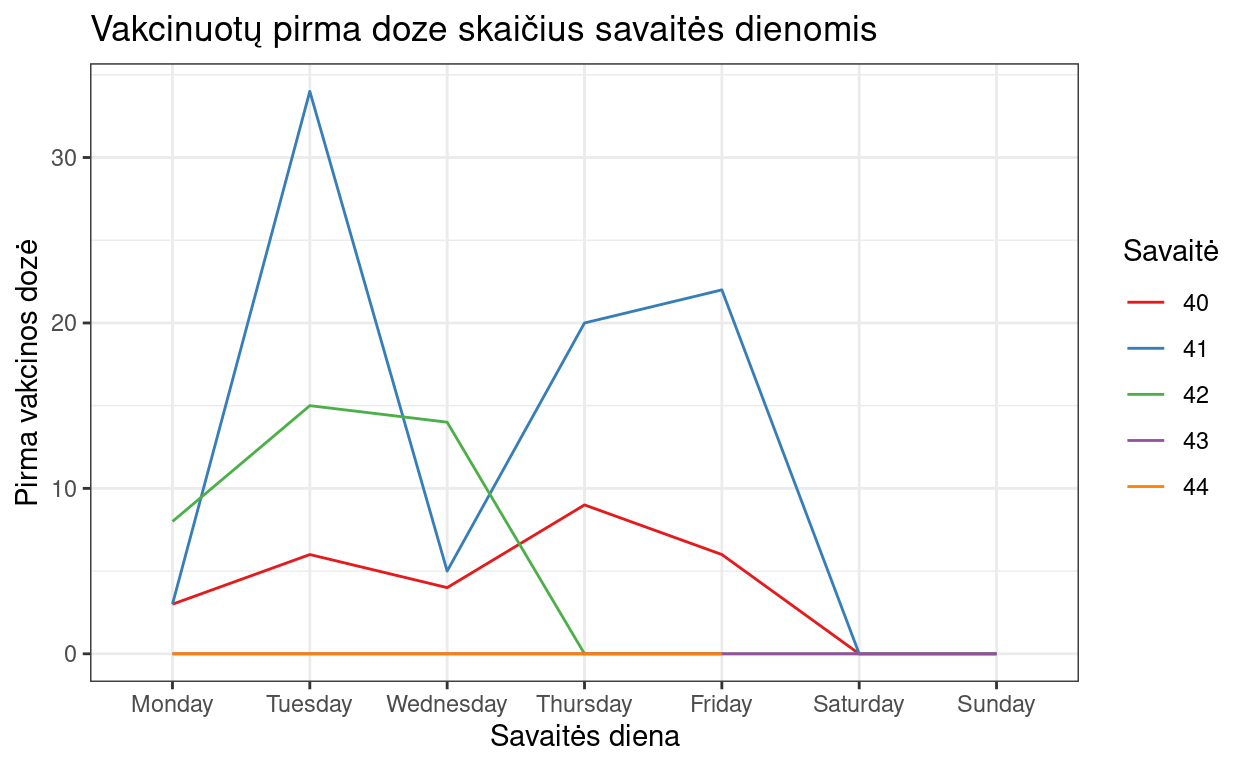 Vakcinuotų pirma doze skaičius savaitės dienomis
Pirma vakcinos dozė
30
20
10
0
Monday Tuesday Wednesday Thursday Friday Saturday Sunday
Savaitės diena
Savaitė
40
41
42
43
44